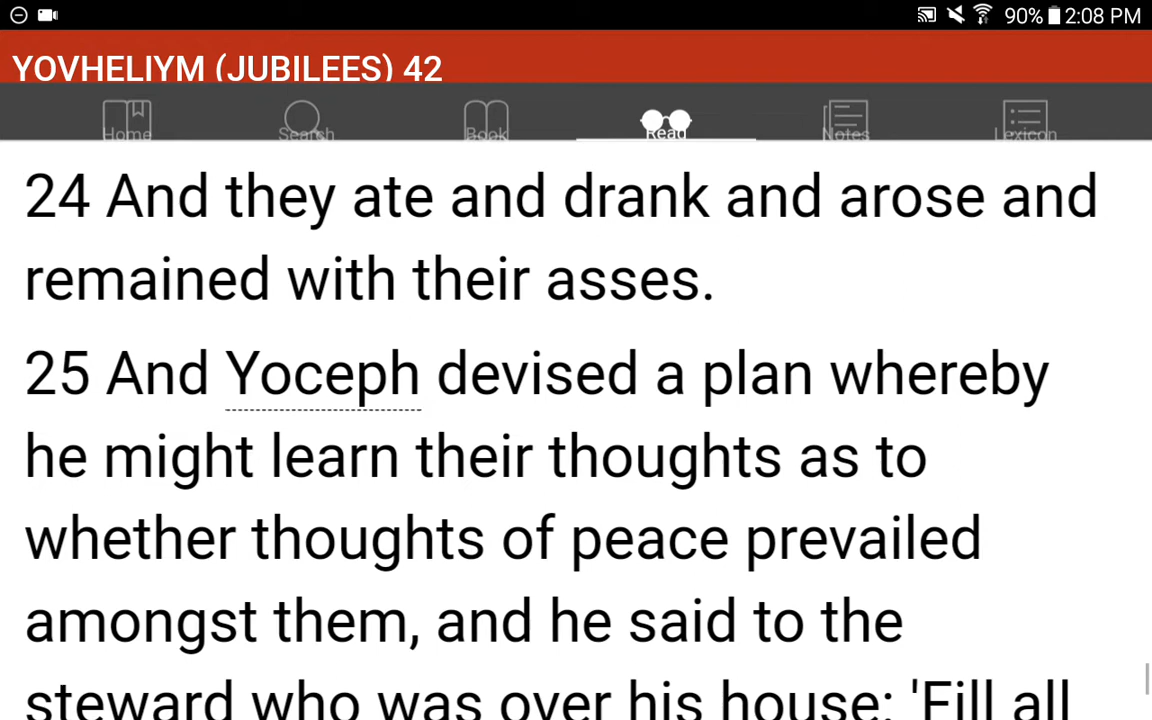 90% 2:08 PM
YOVHELIYM (JUBILEES) 42
Home Search Book Read Notes Lexicon
24 And they ate and drank and arose and
remained with their asses.
25 And Yoceph devised a plan whereby
he might learn their thoughts as to
whether thoughts of peace prevailed
amongst them, and he said to the
steward who was over his house: 'Fill all